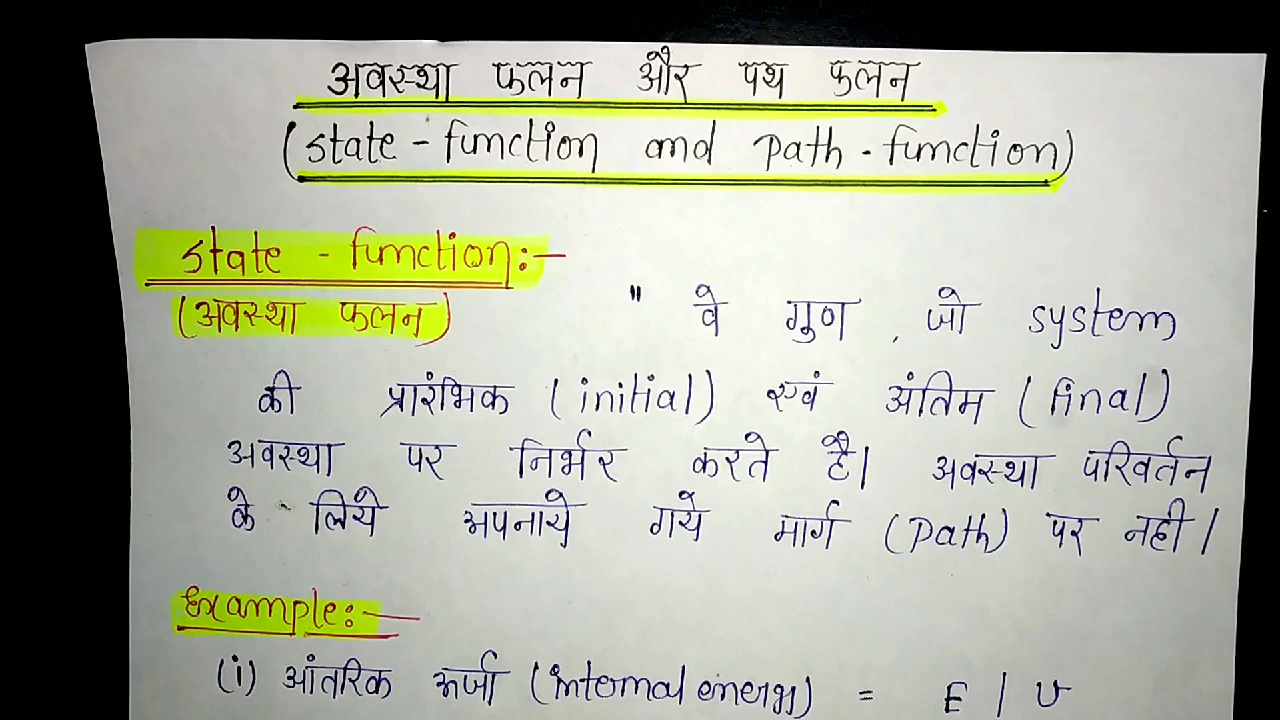 अवस्था फलन और पथ फलन
(State - function and Path - function)
State - function:-
(अवस्था फलन) " वे गुण , जो system
की प्रारंभिक (initial) एवं अंतिम (final)
अवस्था पर निर्भर करते है। अवस्था परिवर्तन
के लिये अपनाये गये मार्ग (Path) पर नही।
Example:-
(i) आंतरिक ऊर्जा (internal energy) = E / U